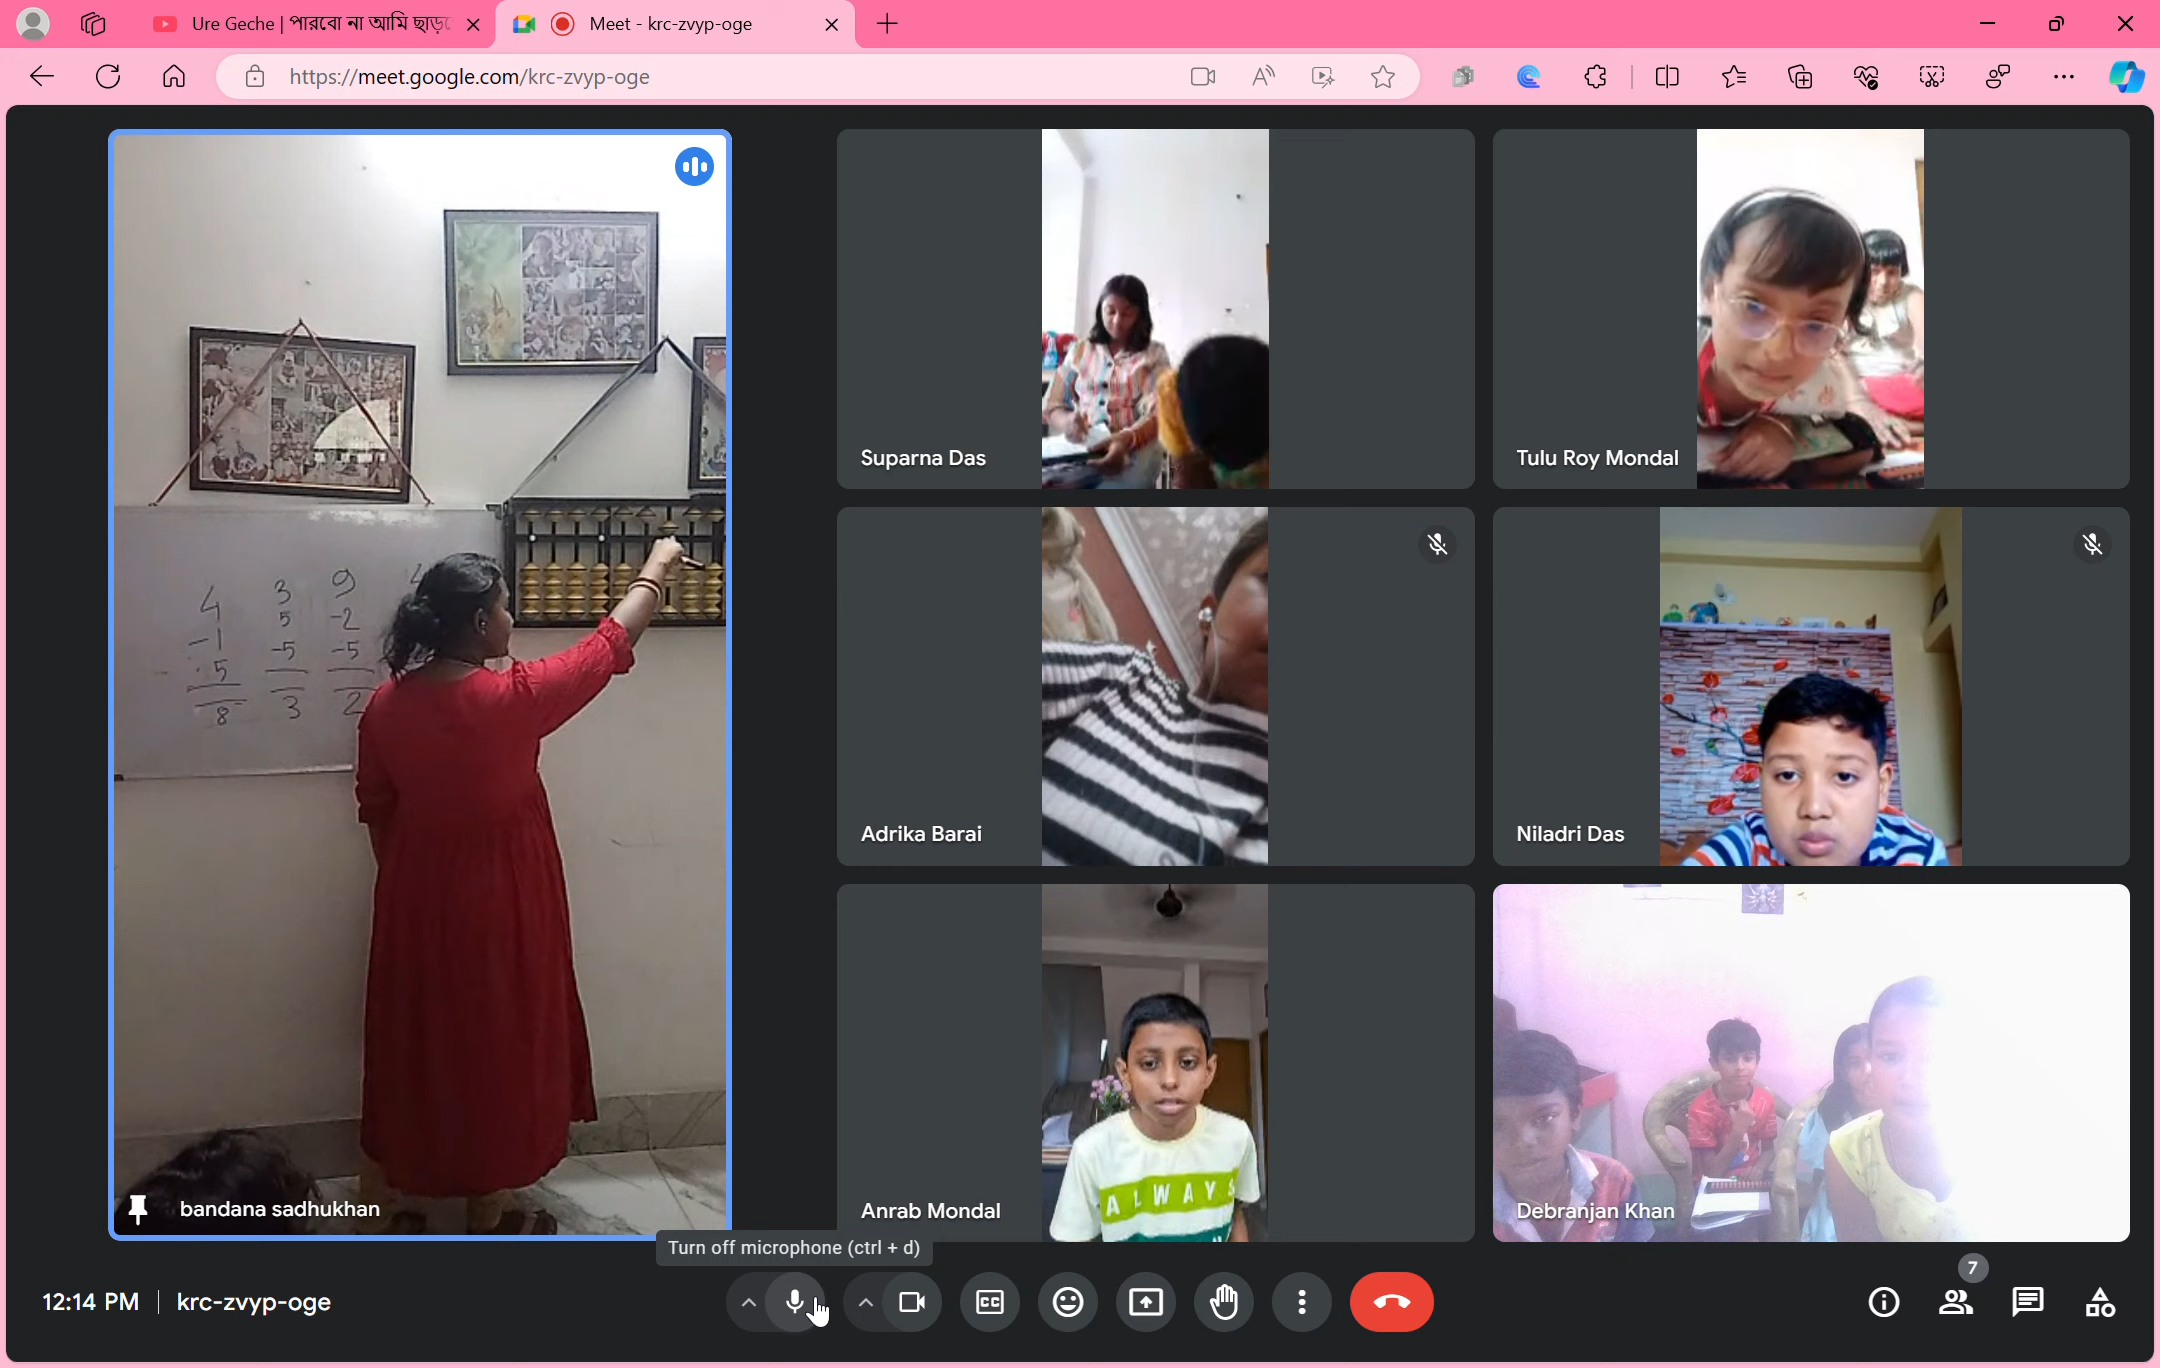 Ure Geche | পারবো না আমি ছাড়তে
Meet - krc-zvyp-oge
https://meet.google.com/krc-zvyp-oge
4
-1
5
8
3
5
-5
3
9
-2
-5
2
4
bandana sadhukhan
Suparna Das
Tulu Roy Mondal
Adrika Barai
Niladri Das
ALWAYS
Anrab Mondal
Debranjan Khan
Turn off microphone (ctrl + d)
12:14 PM | krc-zvyp-oge
CC
7